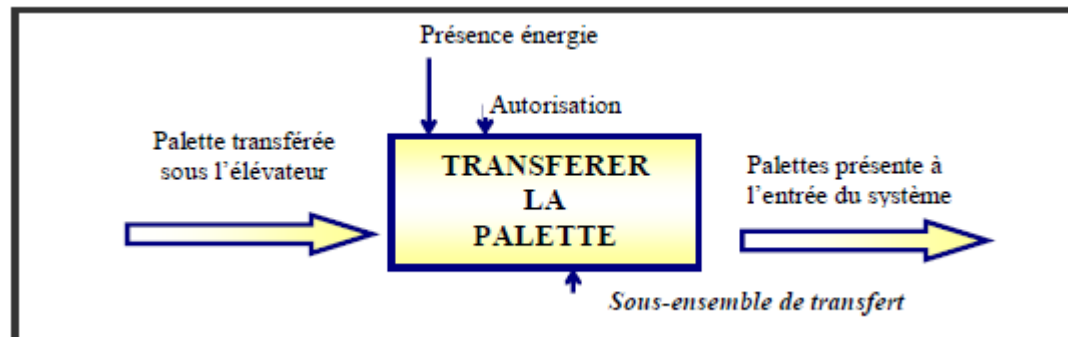 Présence énergie
Autorisation
Palette transférée
sous l'élévateur
TRANSFERER
LA
PALETTE
Palettes présente à
l'entrée du système
Sous-ensemble de transfert